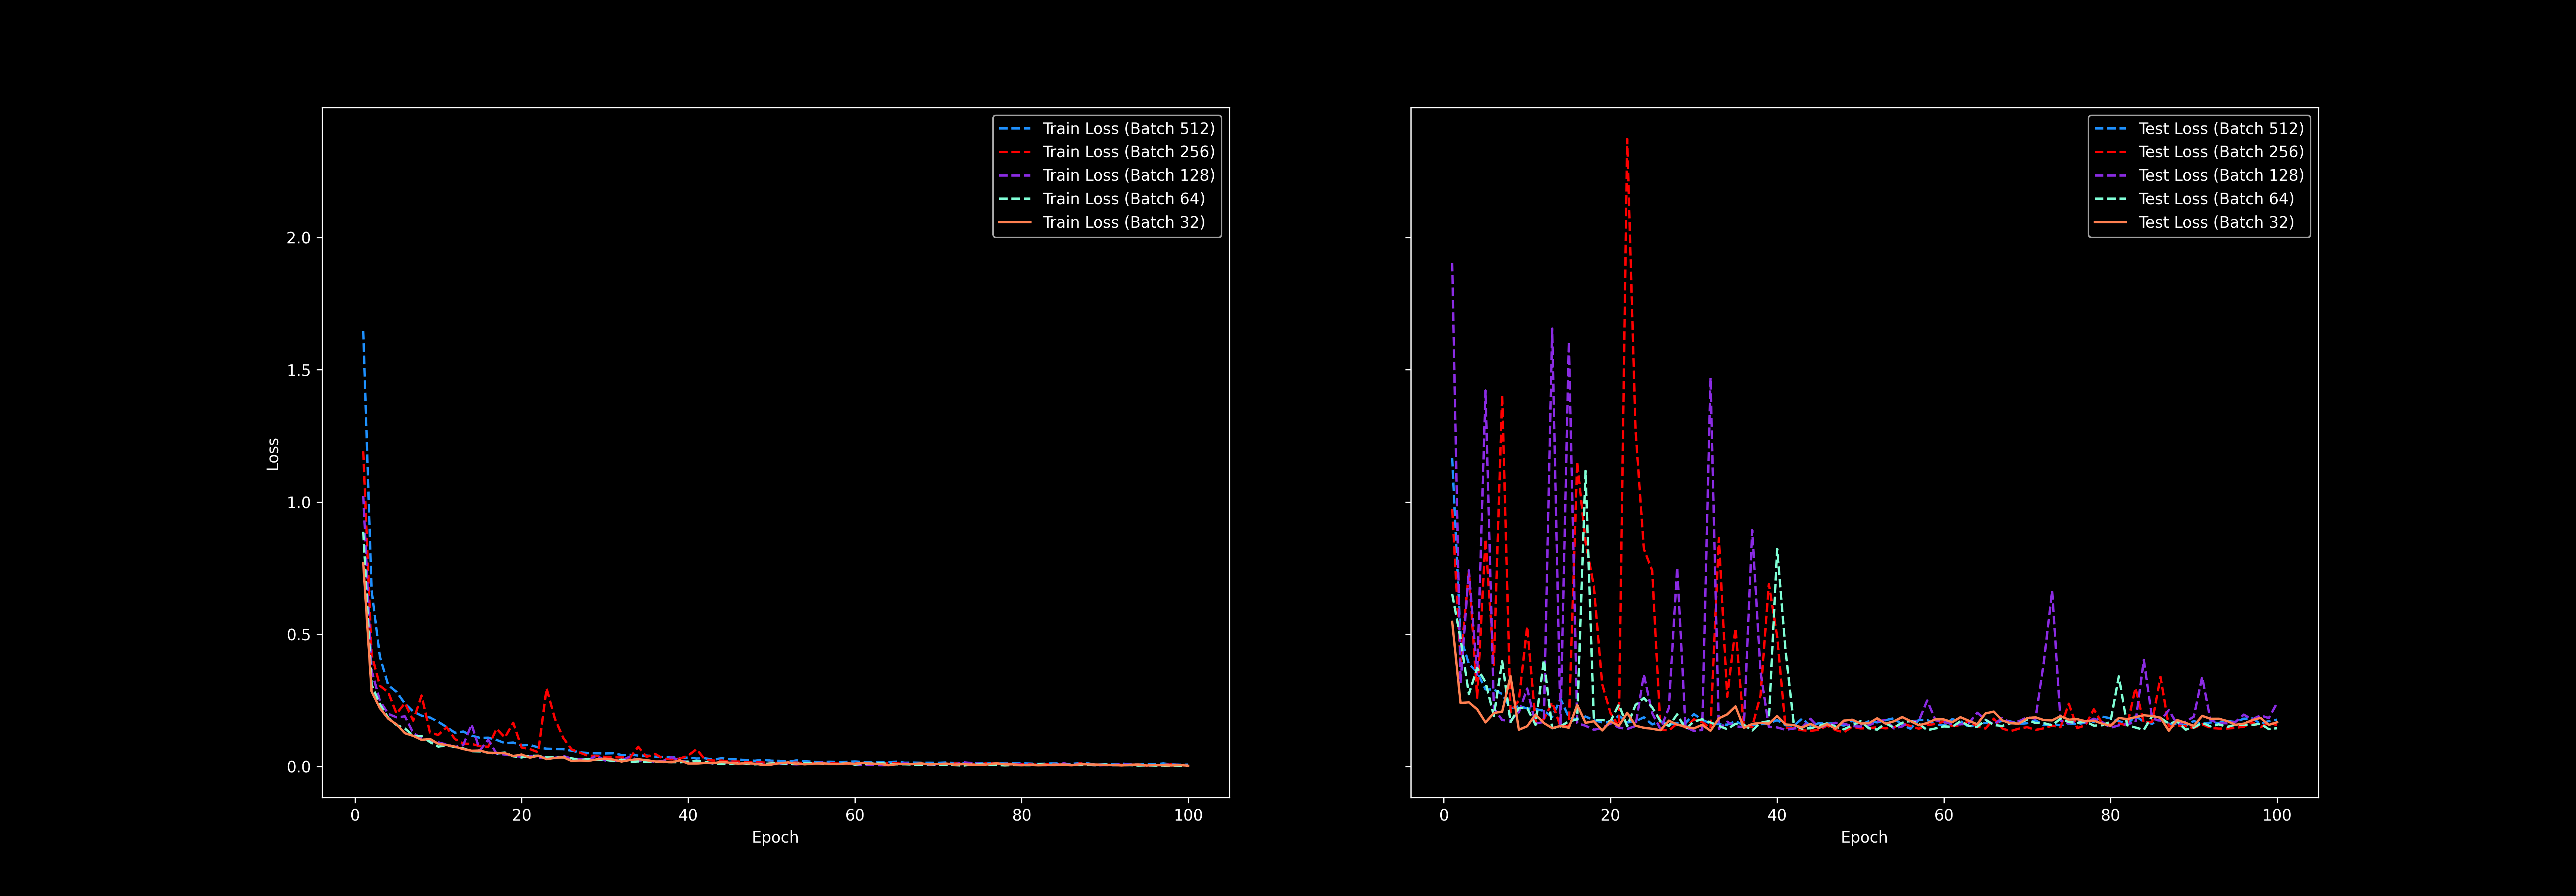 Train Loss (Batch 512)
Train Loss (Batch 256)
Train Loss (Batch 128)
Train Loss (Batch 64)
Train Loss (Batch 32)
2.0
1.5
1.0
0.5
0.0
Loss
0 20 40 60 80 100
Epoch
Test Loss (Batch 512)
Test Loss (Batch 256)
Test Loss (Batch 128)
Test Loss (Batch 64)
Test Loss (Batch 32)
0 20 40 60 80 100
Epoch